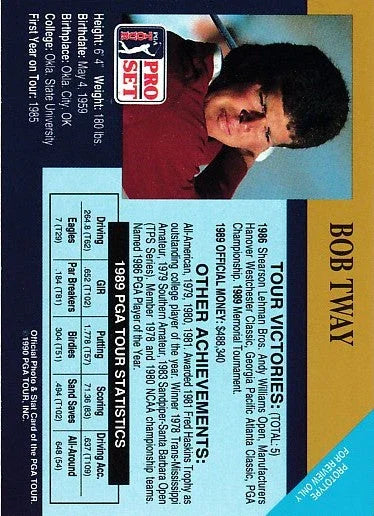 BOB TWAY
PROTOTYPE
FOR REVIEW ONLY
PGA
TOUR
PRO
SET
Height: 6' 4" Weight: 180 lbs.
Birthdate: May 4, 1959
Birthplace: Okla. City, OK
College: Okla. State University
First Year on Tour: 1985
TOUR VICTORIES: (TOTAL: 5)
1986 Shearson Lehman Bros. Andy Williams Open, Manufacturers
Hanover Westchester Classic, Georgia Pacific Atlanta Classic, PGA
Championship. 1989 Memorial Tournament.
1989 OFFICIAL MONEY: $488,340
OTHER ACHIEVEMENTS:
All-American, 1979, 1980, 1981. Awarded 1981 Fred Haskins Trophy as
outstanding college player of the year. Winner 1978 Trans-Mississippi
Amateur, 1979 Southern Amateur, 1983 Sandpiper-Santa Barbara Open
(TPS Series). Member 1978 and 1980 NCAA championship teams.
Named 1986 PGA Player of the Year.
1989 PGA TOUR STATISTICS
Driving GIR Putting Scoring Driving Acc.
264.8 (T62) .652 (T102) 1.778 (T57) 71.36 (83) .637 (T109)
Eagles Par Breakers Birdies Sand Saves All-Around
7 (T29) .184 (T81) 304 (T51) .494 (T102) 648 (54)
Official Photo & Stat Card of the PGA TOUR.
©1990 PGA TOUR, INC.